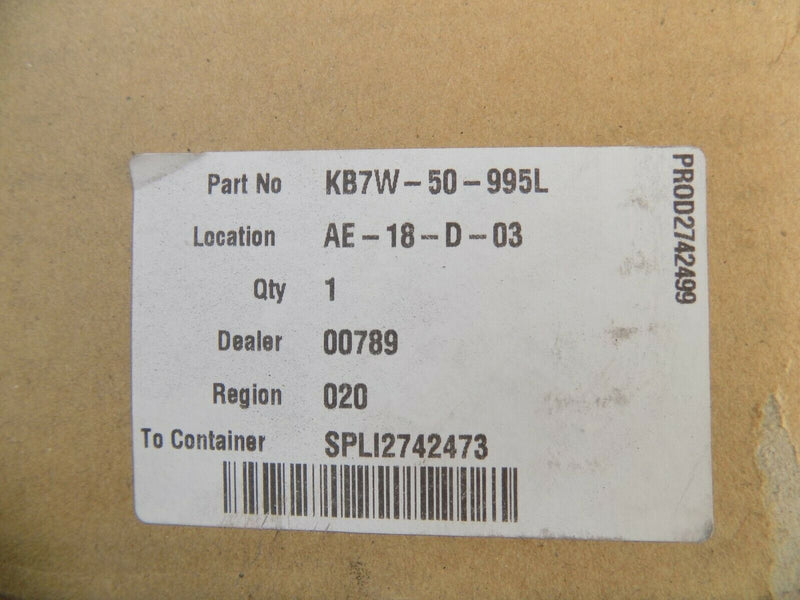 Part No KB7W-50-995L
Location AE-18-D-03
Qty 1
Dealer 00789
Region 020
To Container SPLI2742473
PROD2742499